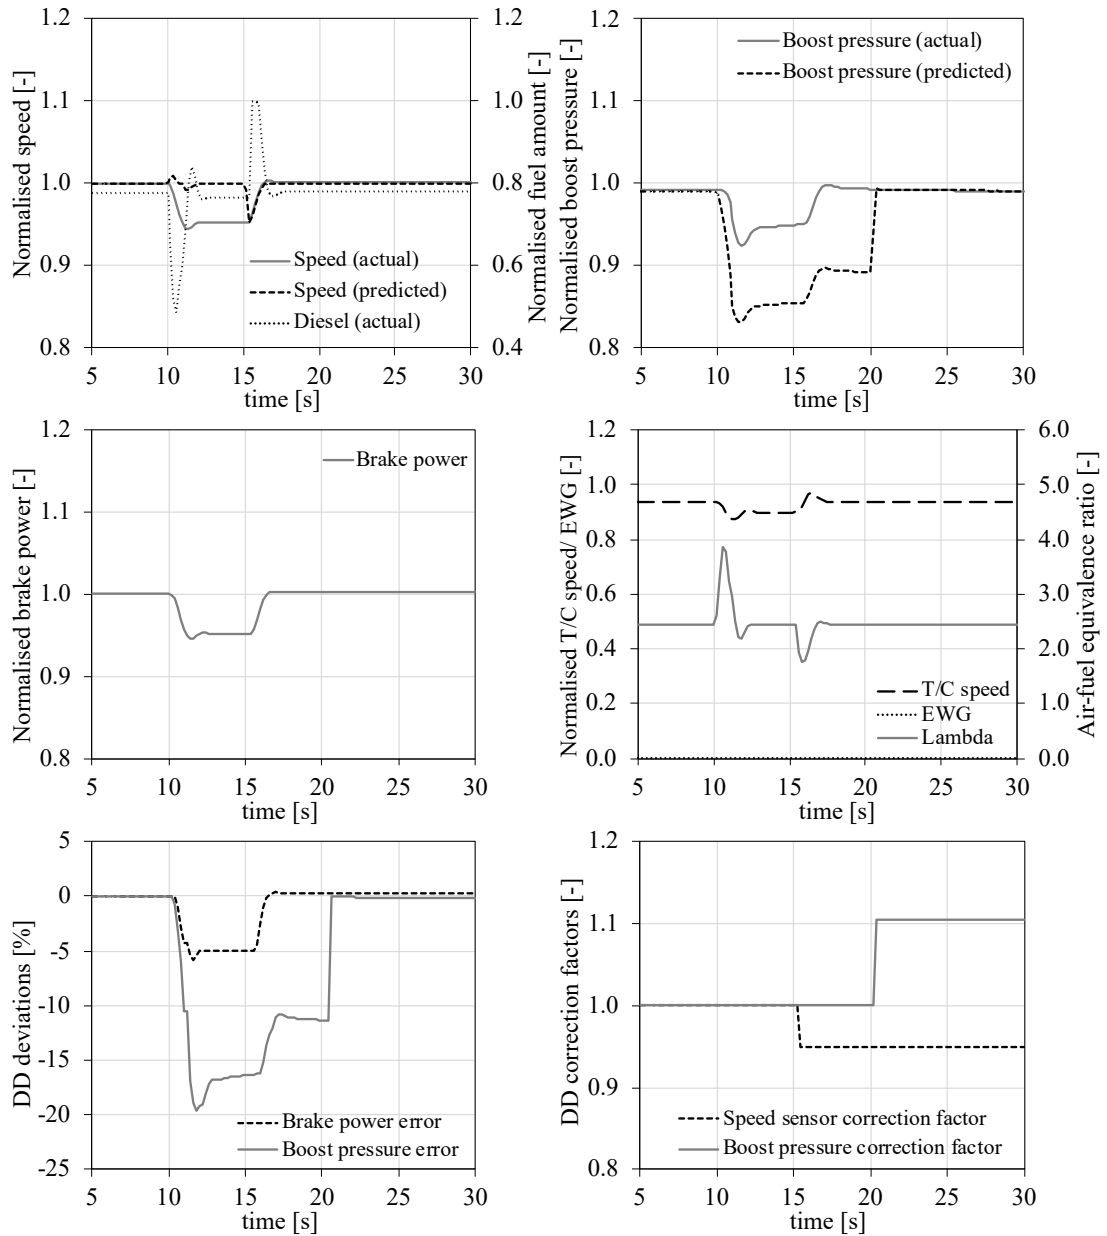 1.2
1.1
1.0
0.9
0.8
Normalised speed [-]
1.2
1.0
0.8
0.6
0.4
Normalised fuel amount [-]
Speed (actual)
Speed (predicted)
Diesel (actual)
5 10 15 20 25 30
time [s]
1.2
1.1
1.0
0.9
0.8
Normalised boost pressure [-]
Boost pressure (actual)
Boost pressure (predicted)
5 10 15 20 25 30
time [s]
1.2
1.1
1.0
0.9
0.8
Normalised brake power [-]
Brake power
5 10 15 20 25 30
time [s]
1.2
1.0
0.8
0.6
0.4
0.2
0.0
Normalised T/C speed/ EWG [-]
6.0
5.0
4.0
3.0
2.0
1.0
0.0
Air-fuel equivalence ratio [-]
T/C speed
EWG
Lambda
5 10 15 20 25 30
time [s]
5
0
-5
-10
-15
-20
-25
DD deviations [%]
Brake power error
Boost pressure error
5 10 15 20 25 30
time [s]
1.2
1.1
1.0
0.9
0.8
DD correction factors [-]
Speed sensor correction factor
Boost pressure correction factor
5 10 15 20 25 30
time [s]